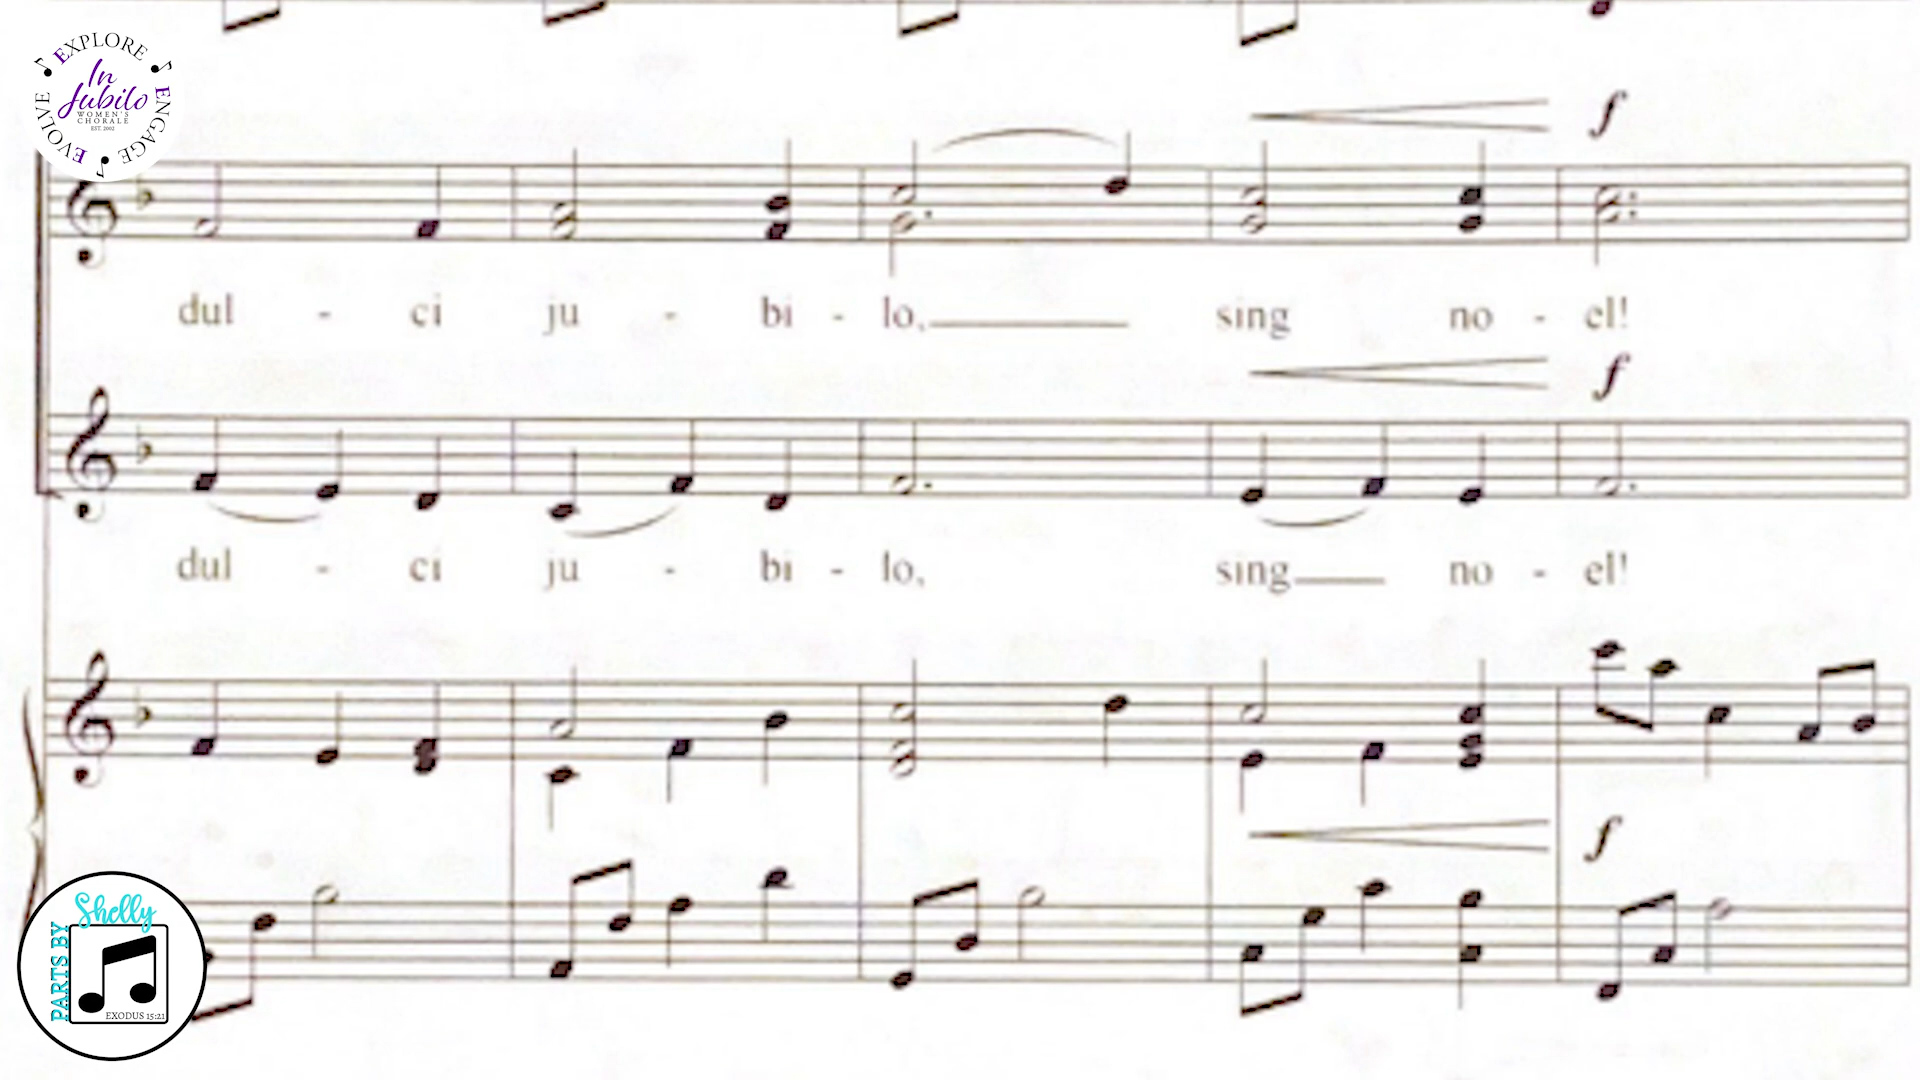 EXPLORE
ENGAGE
EVOLVE
In
Jubilo
WOMEN'S
CHORALE
EST. 2002
f
dul - ci ju - bi - lo, sing no - el!
f
dul - ci ju - bi - lo, sing no - el!
f
Shelly
PARTS BY
EXODUS 15:21